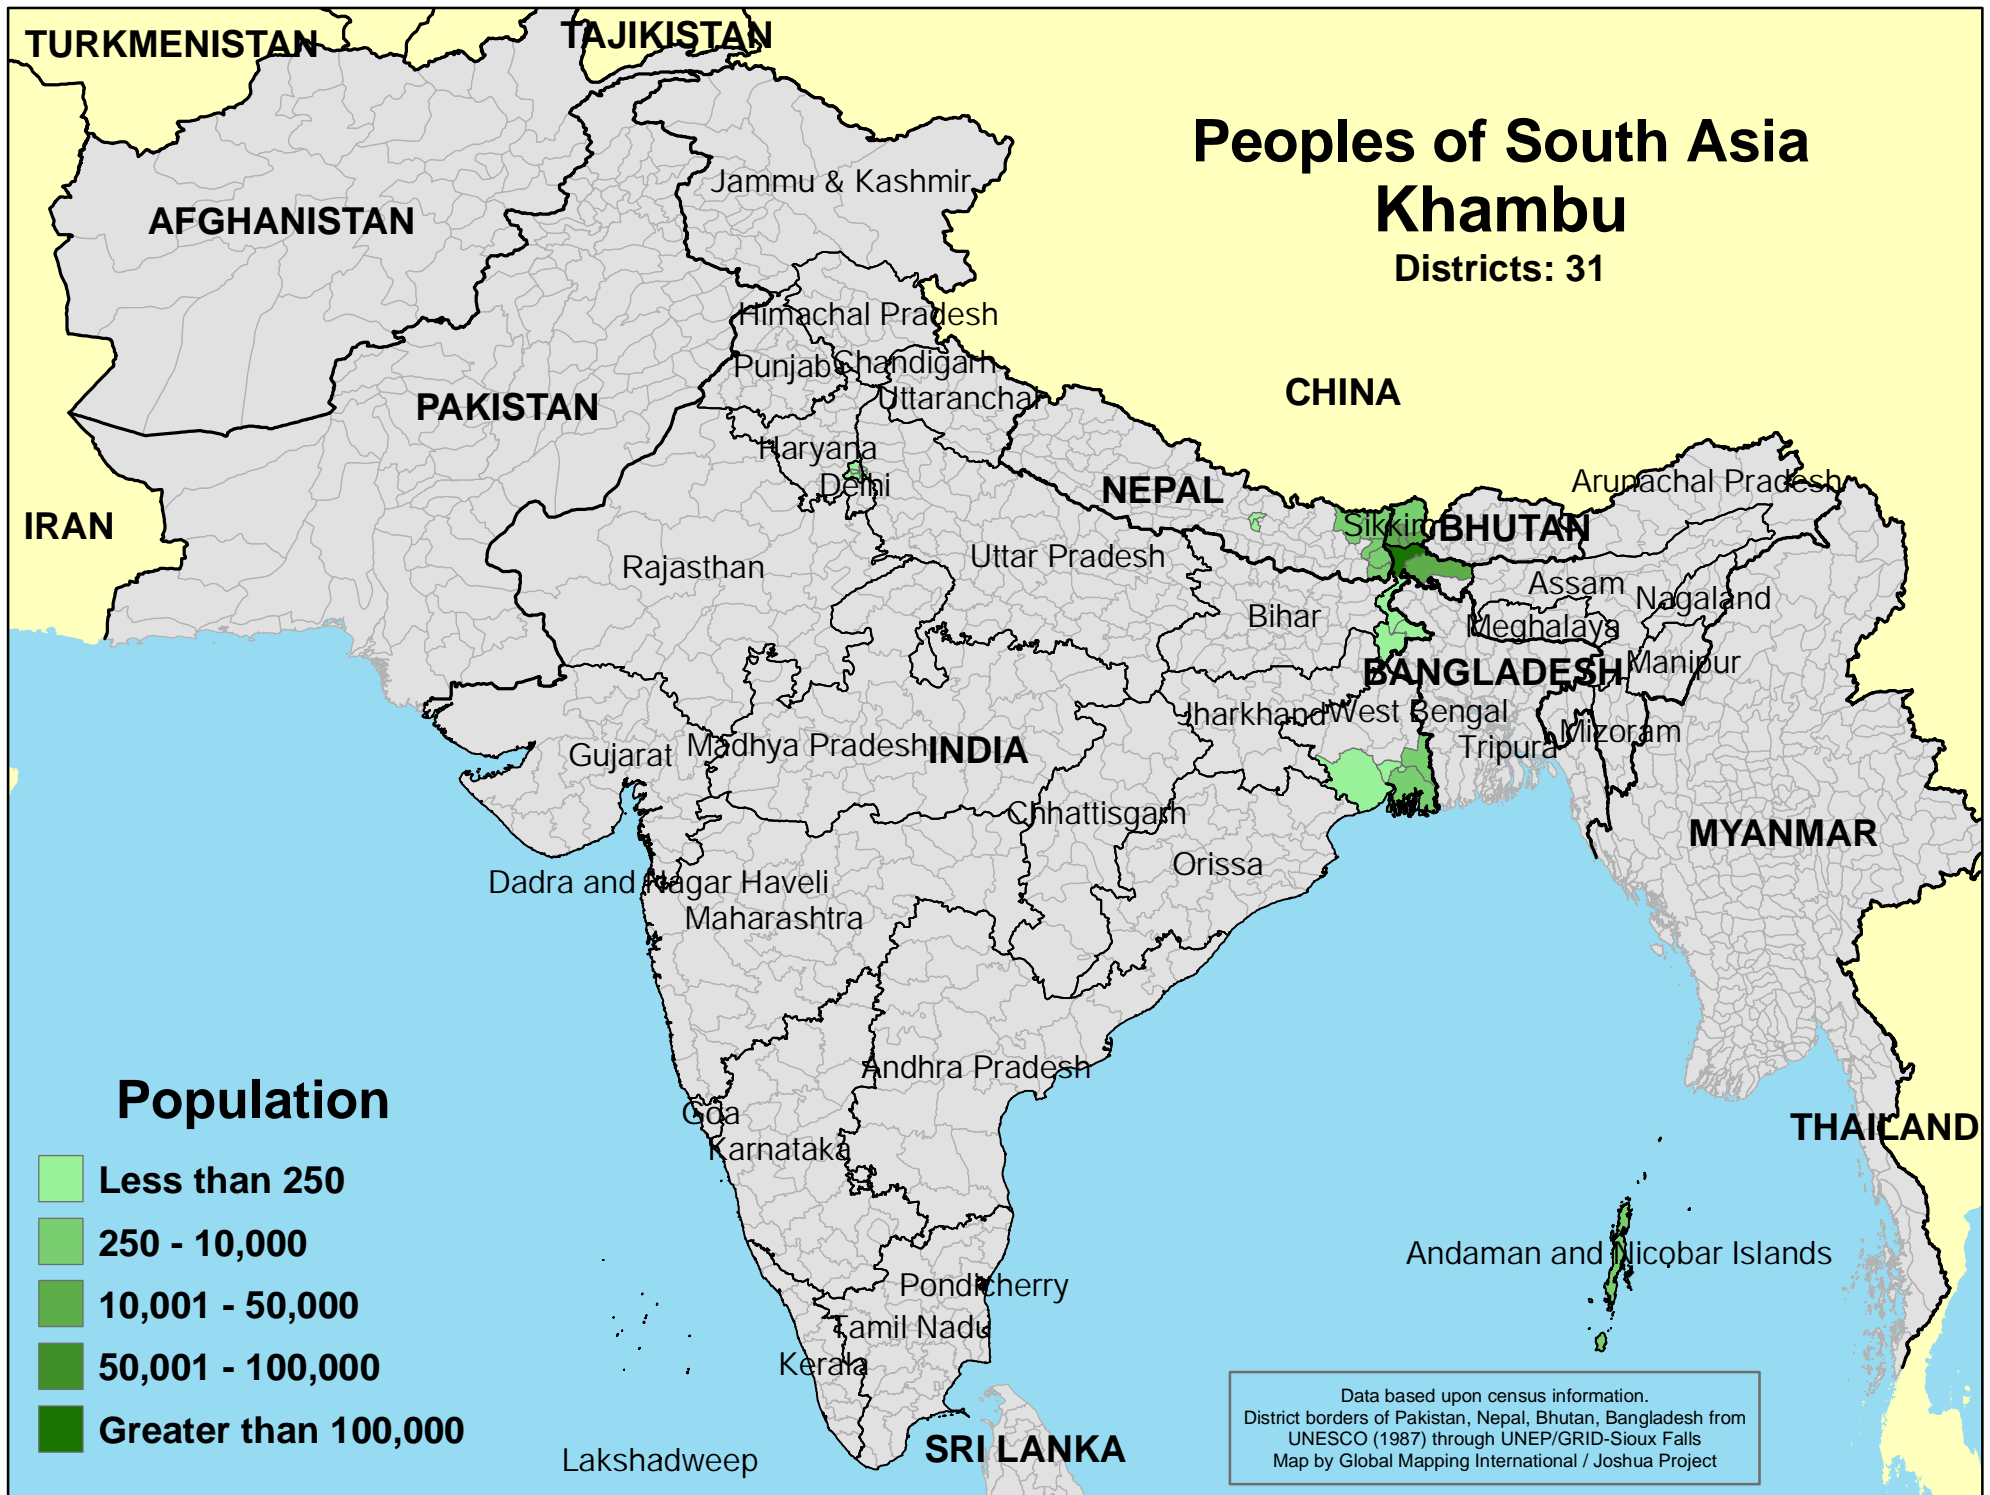 TURKMENISTAN
TAJIKISTAN
Peoples of South Asia
Khambu
Districts: 31
Jammu & Kashmir
AFGHANISTAN
Himachal Pradesh
Punjab
Chandigarh
CHINA
Uttaranchal
PAKISTAN
Haryana
Delhi
NEPAL
Arunachal Pradesh
IRAN
Sikkim
BHUTAN
Rajasthan
Uttar Pradesh
Assam
Nagaland
Bihar
Meghalaya
BANGLADESH
Manipur
Jharkhand
West Bengal
Gujarat
Madhya Pradesh
INDIA
Tripura
Mizoram
Chhattisgarh
MYANMAR
Orissa
Dadra and Nagar Haveli
Maharashtra
Andhra Pradesh
Goa
Karnataka
THAILAND
Andaman and Nicobar Islands
Pondicherry
Tamil Nadu
Kerala
SRI LANKA
Lakshadweep
Population
Less than 250
250 - 10,000
10,001 - 50,000
50,001 - 100,000
Greater than 100,000
Data based upon census information.
District borders of Pakistan, Nepal, Bhutan, Bangladesh from
UNESCO (1987) through UNEP/GRID-Sioux Falls
Map by Global Mapping International / Joshua Project